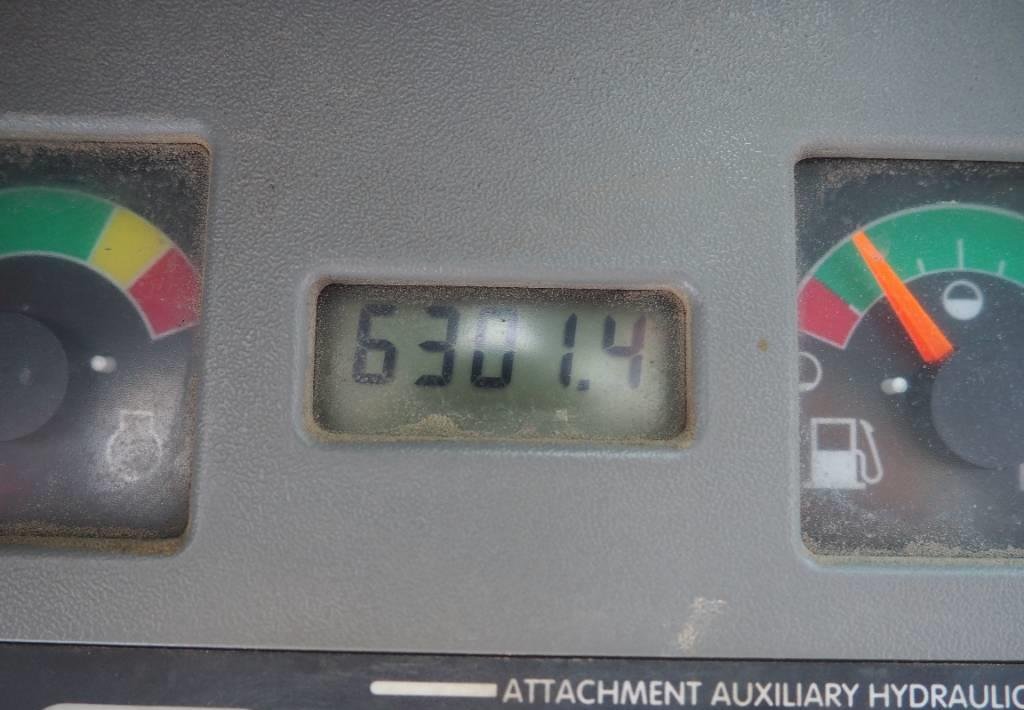 6301.4
ATTACHMENT AUXILIARY HYDRAULIC